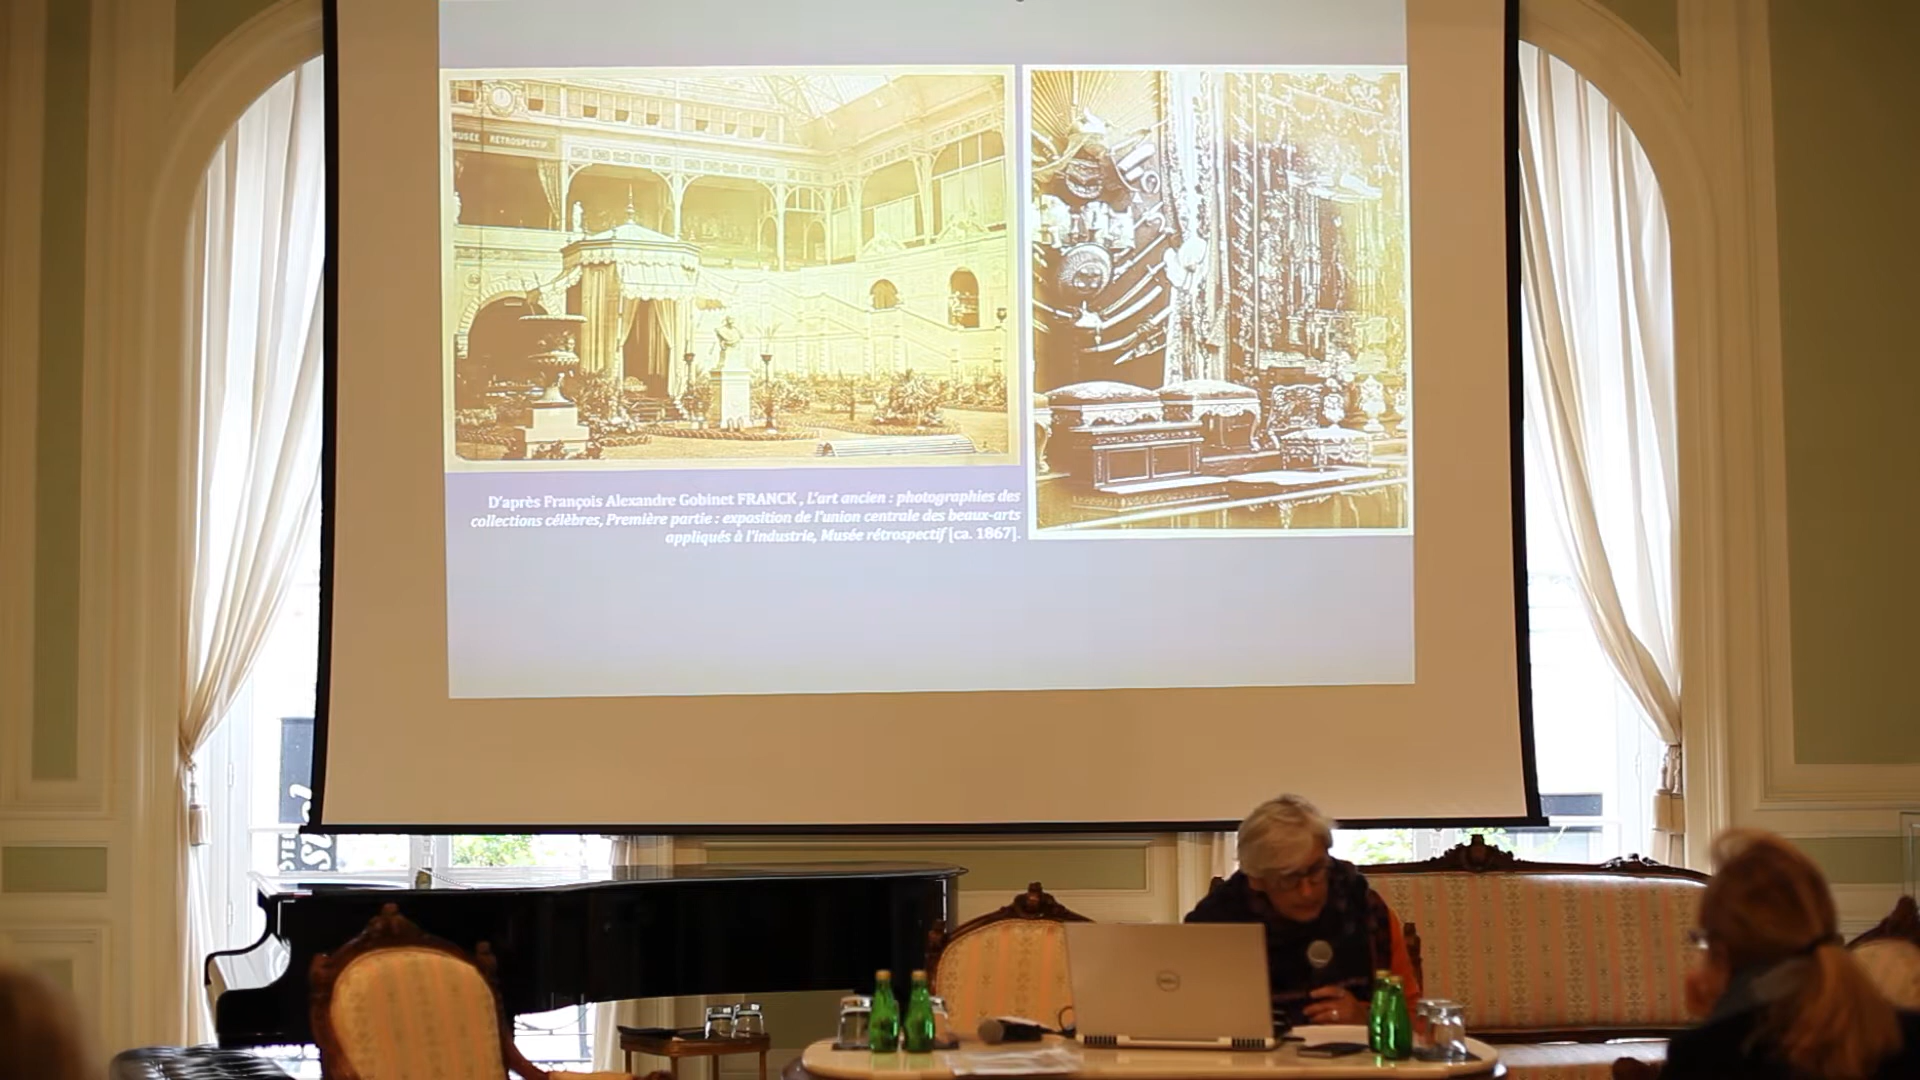 MUSÉE RETROSPECTIF
D'après François Alexandre Gobinet FRANCK , L'art ancien : photographies des
collections célèbres, Première partie : exposition de l'union centrale des beaux-arts
appliqués à l'industrie, Musée rétrospectif [ca. 1867].
DELL